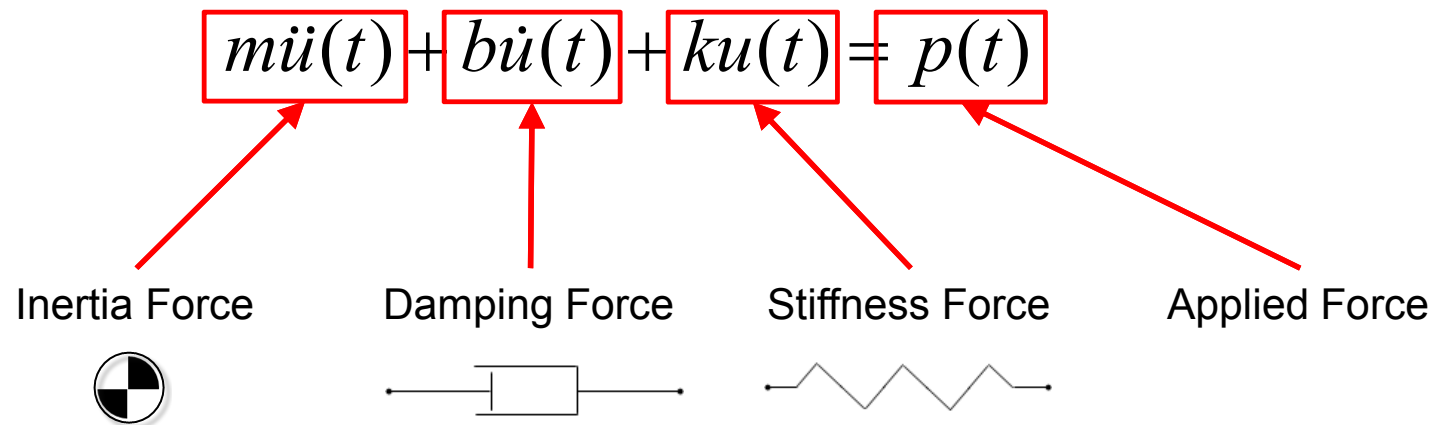 mü(t) + bu̇(t) + ku(t) = p(t)
Inertia Force Damping Force Stiffness Force Applied Force